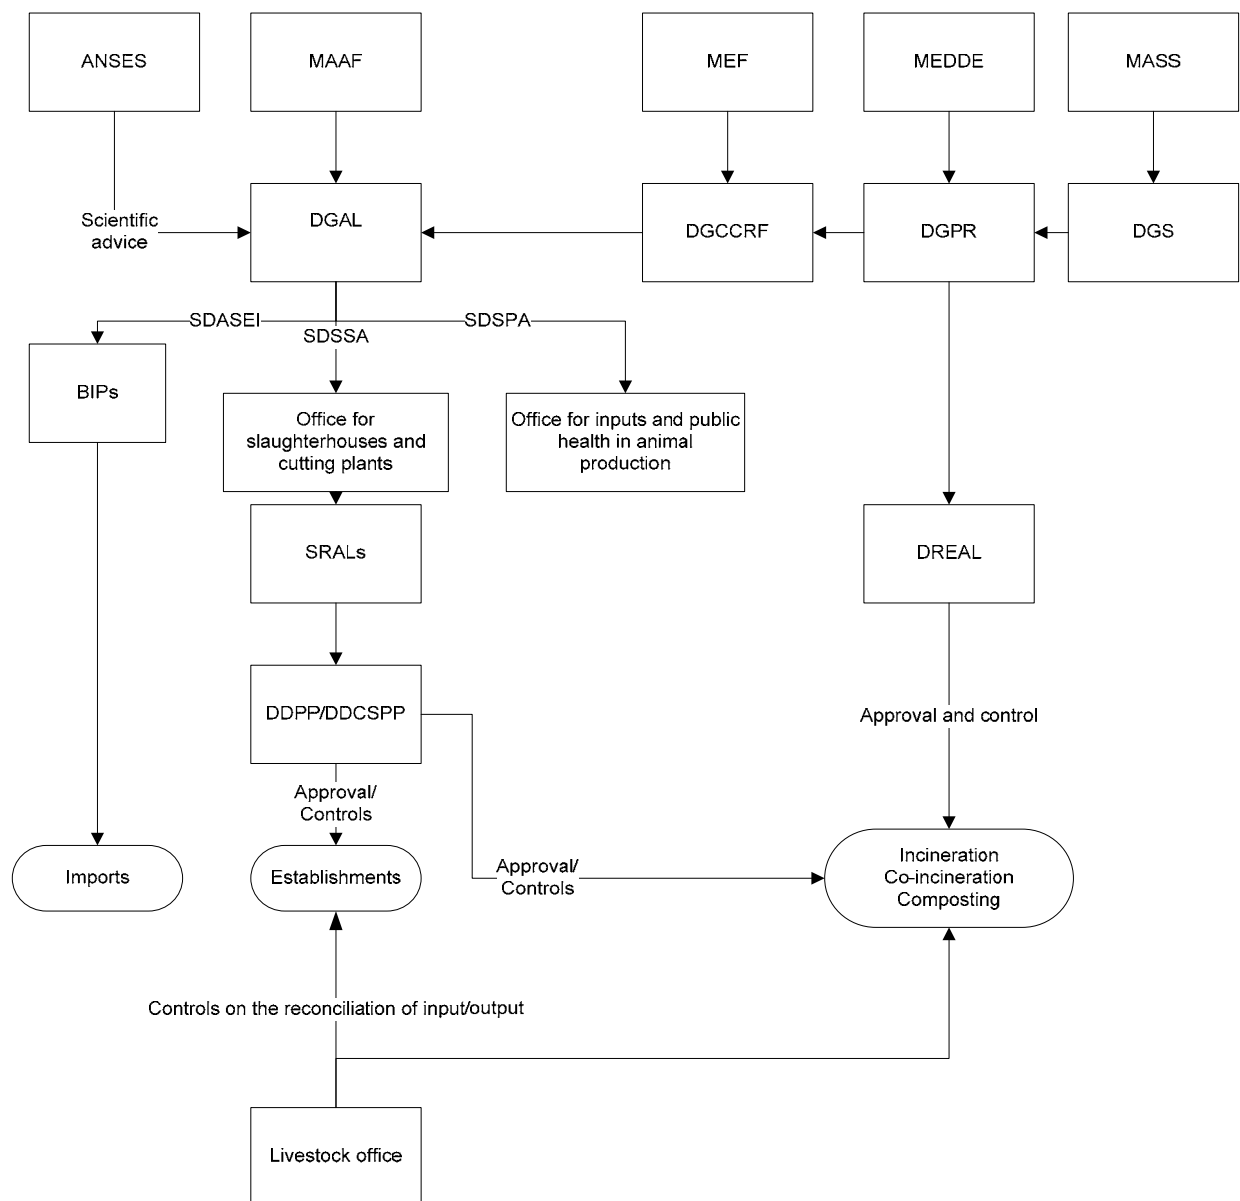 ANSES
MAAF
MEF
MEDDE
MASS
Scientific
advice
DGAL
DGCCRF
DGPR
DGS
SDASEI
SDSSA
SDSPA
BIPs
Office for
slaughterhouses and
cutting plants
Office for inputs and public
health in animal
production
SRALs
DREAL
DDPP/DDCSPP
Approval and control
Approval/
Controls
Imports
Establishments
Approval/
Controls
Incineration
Co-incineration
Composting
Controls on the reconciliation of input/output
Livestock office